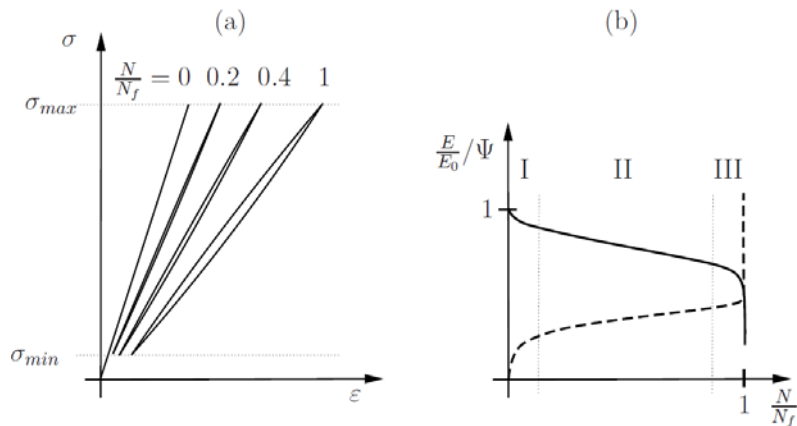 (a)
σ
N/N_f = 0 0.2 0.4 1
σ_max
σ_min
ε
(b)
E/E_0/Ψ
I II III
1
1
N/N_f